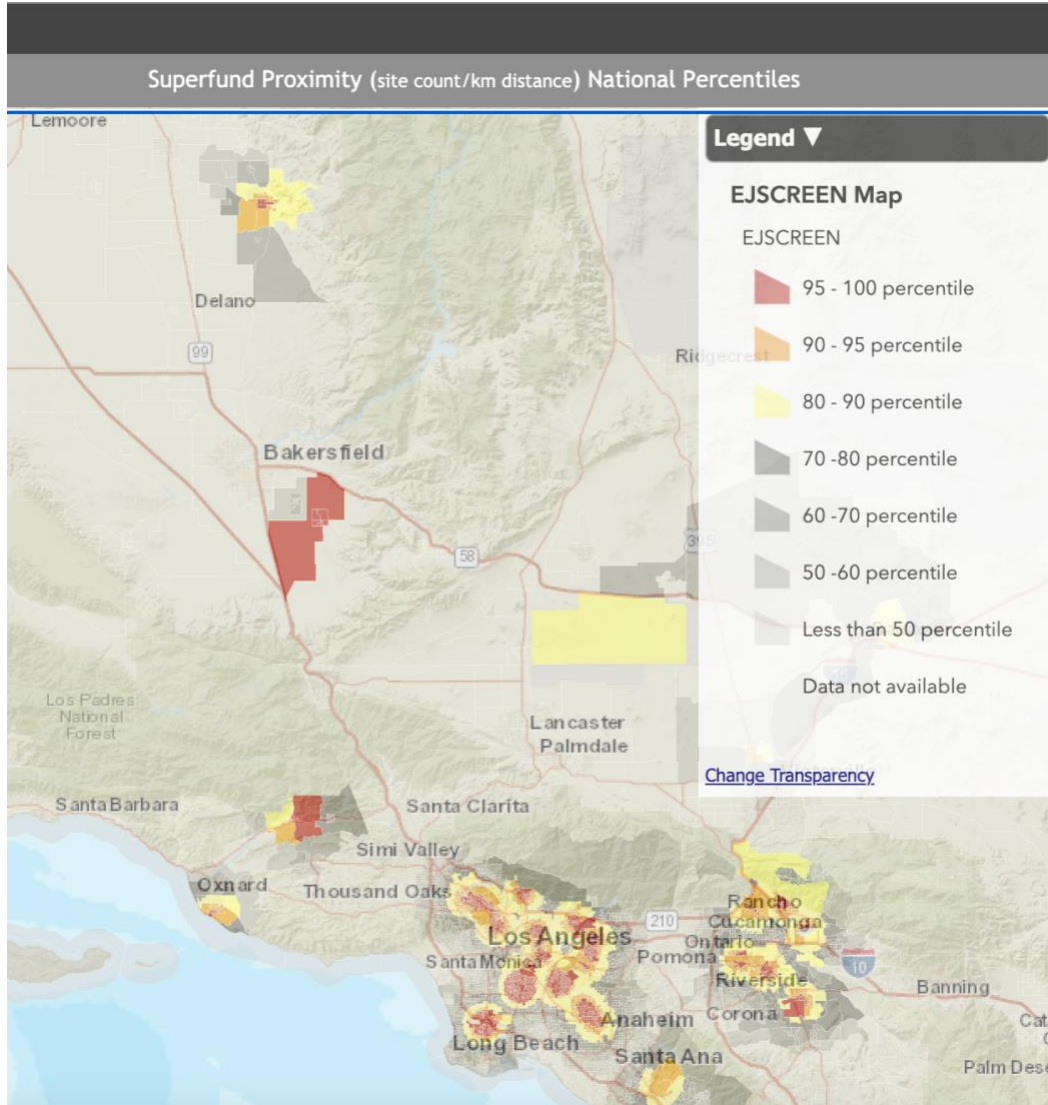 Superfund Proximity (site count/km distance) National Percentiles
Lemoore
Legend ▼
EJSCREEN Map
EJSCREEN
95 - 100 percentile
Delano
90 - 95 percentile
99
Ridgecrest
80 - 90 percentile
Bakersfield
70 -80 percentile
60 -70 percentile
395
58
50 -60 percentile
Less than 50 percentile
Data not available
Los Padres
National
Forest
Lancaster
Palmdale
Change Transparency
Santa Barbara
Santa Clarita
Simi Valley
Oxnard
Thousand Oaks
Rancho
Cucamonga
210
Los Angeles
Ontario
Pomona
Santa Monica
10
Riverside
Banning
Corona
Anaheim
Cat
Long Beach
Santa Ana
Palm Dese